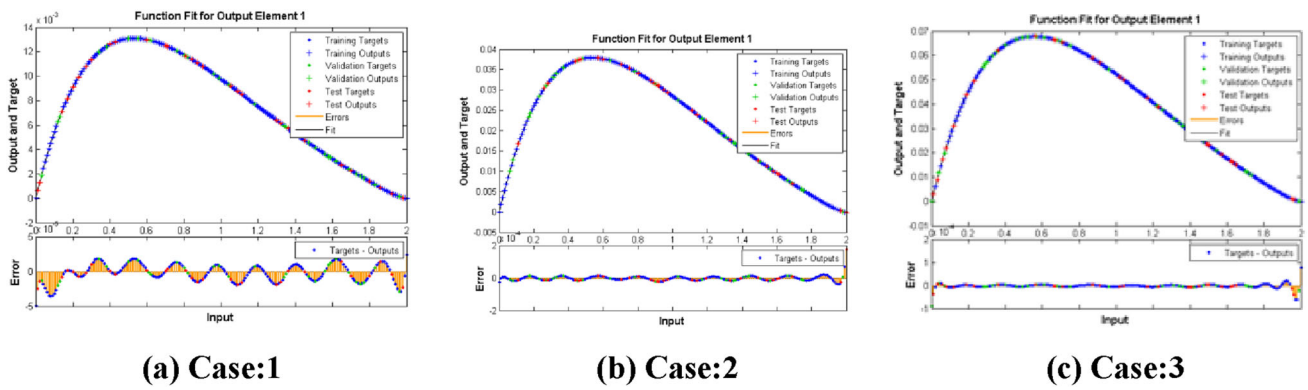 Function Fit for Output Element 1
×10⁻³
14
12
10
8
6
4
2
0
-2
Output and Target
Training Targets
Training Outputs
Validation Targets
Validation Outputs
Test Targets
Test Outputs
Errors
Fit
0.2 0.4 0.6 0.8 1 1.2 1.4 1.6 1.8 2
5
0
-5
Error
Targets - Outputs
Input
(a) Case:1
Function Fit for Output Element 1
0.04
0.035
0.03
0.025
0.02
0.015
0.01
0.005
0
-0.005
Output and Target
Training Targets
Training Outputs
Validation Targets
Validation Outputs
Test Targets
Test Outputs
Errors
Fit
0.2 0.4 0.6 0.8 1 1.2 1.4 1.6 1.8 2
2
0
-2
Error
Targets - Outputs
Input
(b) Case:2
Function Fit for Output Element 1
0.07
0.06
0.05
0.04
0.03
0.02
0.01
0
Output and Target
Training Targets
Training Outputs
Validation Targets
Validation Outputs
Test Targets
Test Outputs
Errors
Fit
0.2 0.4 0.6 0.8 1 1.2 1.4 1.6 1.8 2
0
Error
Targets - Outputs
Input
(c) Case:3